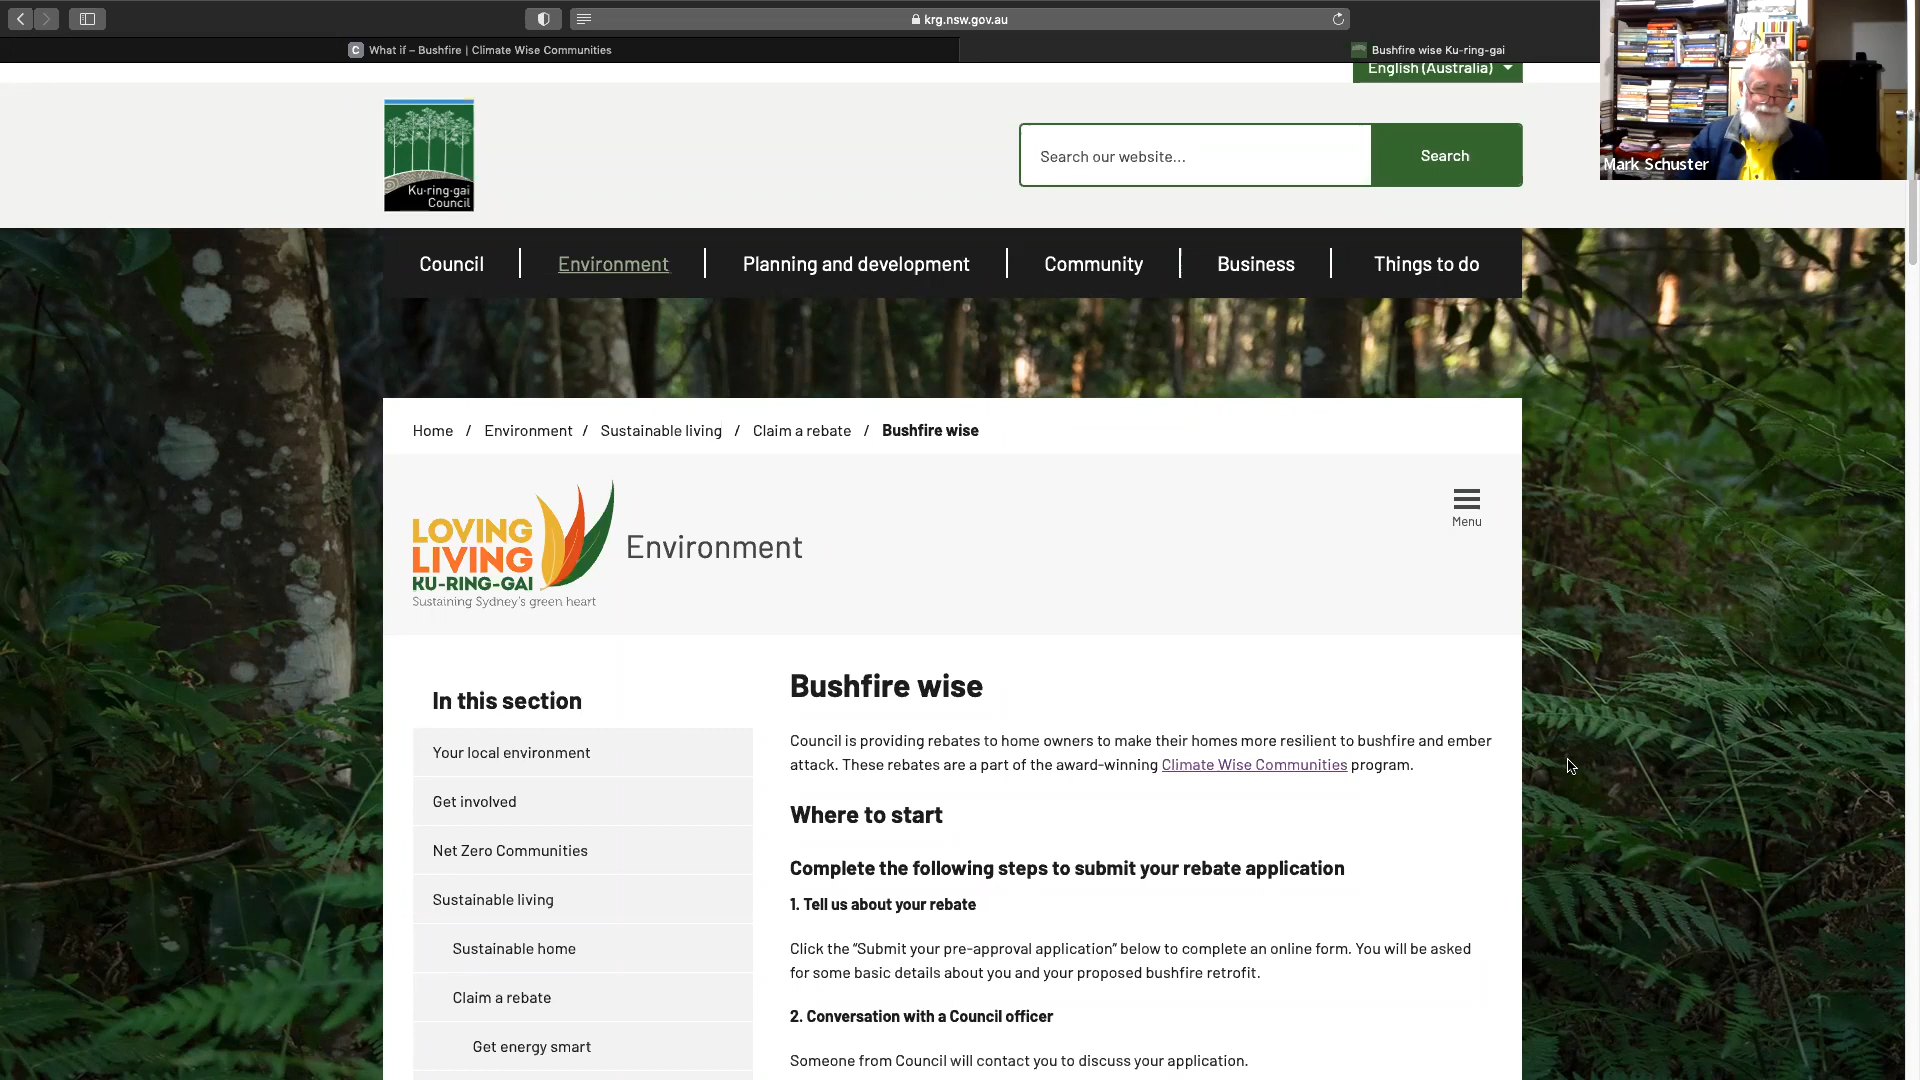 krg.nsw.gov.au
C What if – Bushfire | Climate Wise Communities
Bushfire wise Ku-ring-gai
English (Australia)
Mark Schuster
Ku-ring-gai
Council
Search our website...
Search
Council
Environment
Planning and development
Community
Business
Things to do
Home / Environment / Sustainable living / Claim a rebate / Bushfire wise
LOVING
LIVING
KU-RING-GAI
Sustaining Sydney's green heart
Environment
Menu
In this section
Your local environment
Get involved
Net Zero Communities
Sustainable living
Sustainable home
Claim a rebate
Get energy smart
Bushfire wise
Council is providing rebates to home owners to make their homes more resilient to bushfire and ember
attack. These rebates are a part of the award-winning Climate Wise Communities program.
Where to start
Complete the following steps to submit your rebate application
1. Tell us about your rebate
Click the “Submit your pre-approval application” below to complete an online form. You will be asked
for some basic details about you and your proposed bushfire retrofit.
2. Conversation with a Council officer
Someone from Council will contact you to discuss your application.